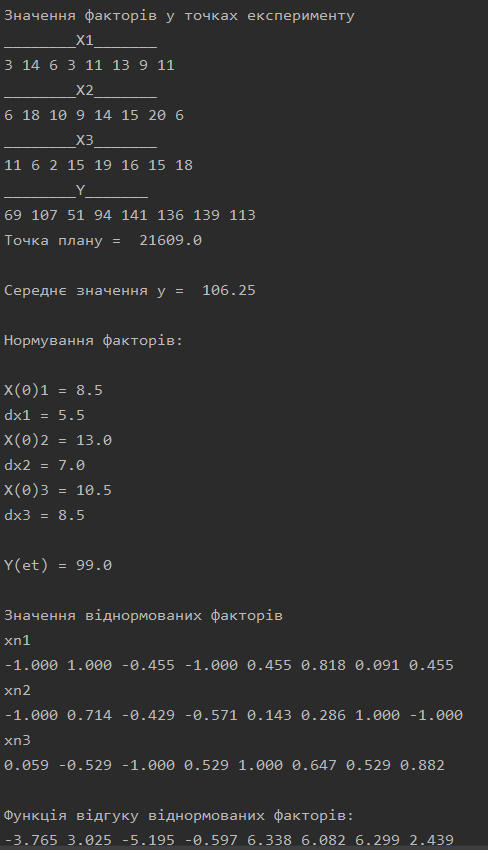 Значення факторів у точках експерименту
________X1_______
3 14 6 3 11 13 9 11
________X2_______
6 18 10 9 14 15 20 6
________X3_______
11 6 2 15 19 16 15 18
________Y_______
69 107 51 94 141 136 139 113
Точка плану =  21609.0
Середнє значення y =  106.25
Нормування факторів:
X(0)1 = 8.5
dx1 = 5.5
X(0)2 = 13.0
dx2 = 7.0
X(0)3 = 10.5
dx3 = 8.5
Y(et) = 99.0
Значення віднормованих факторів
xn1
-1.000 1.000 -0.455 -1.000 0.455 0.818 0.091 0.455
xn2
-1.000 0.714 -0.429 -0.571 0.143 0.286 1.000 -1.000
xn3
0.059 -0.529 -1.000 0.529 1.000 0.647 0.529 0.882
Функція відгуку віднормованих факторів:
-3.765 3.025 -5.195 -0.597 6.338 6.082 6.299 2.439